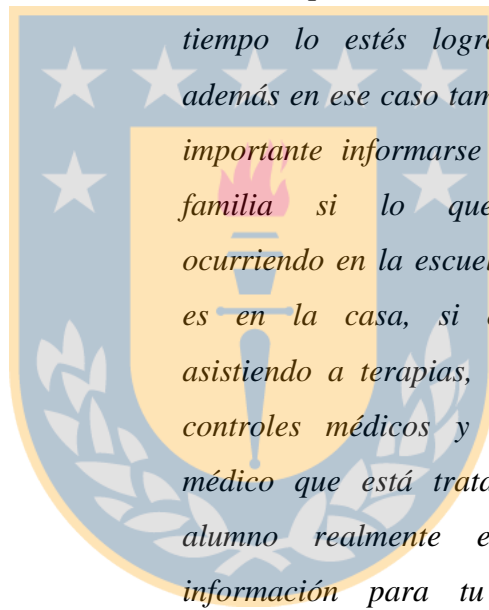 tiempo lo estés
además en ese caso
importante informarse
familia si lo
ocurriendo en la
es en la casa, si
asistiendo a terapias,
controles médicos y
médico que está
alumno realmente
información para tu